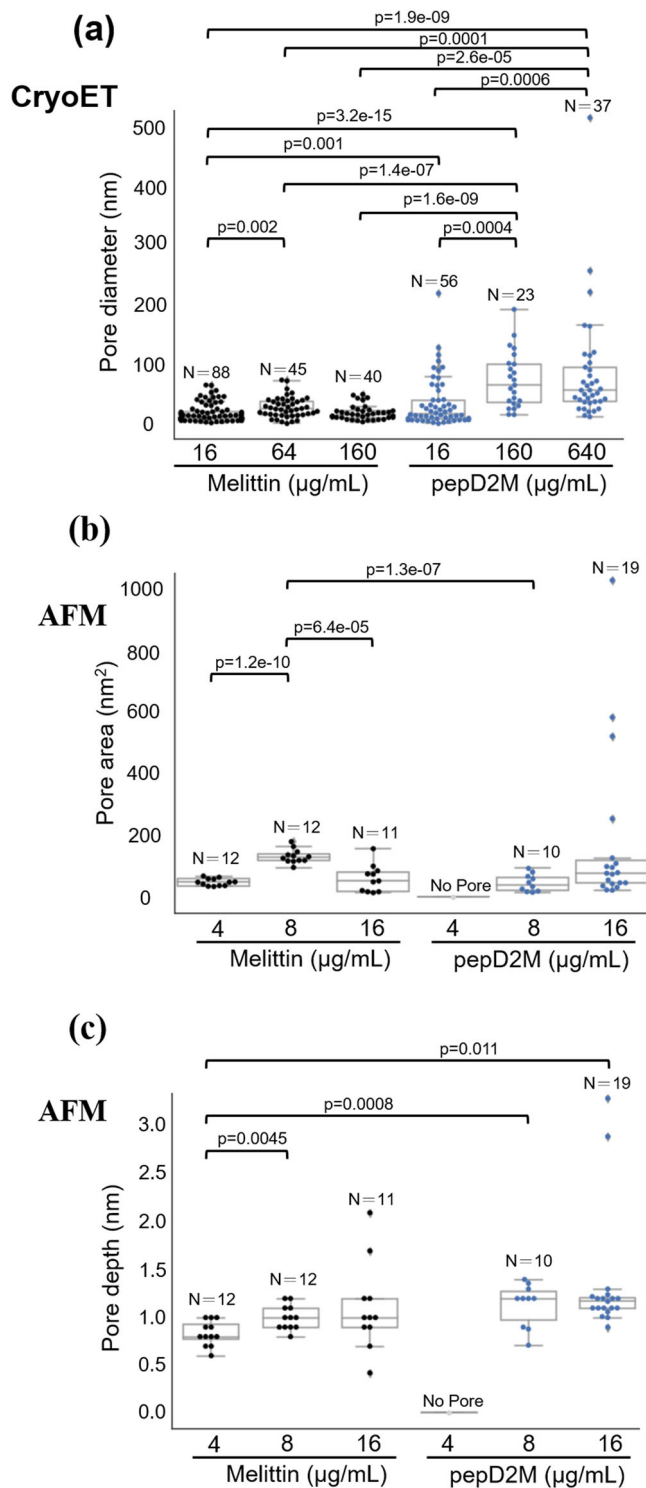 (a)
CryoET
p=1.9e-09
p=0.0001
p=2.6e-05
p=0.0006
N=37
p=3.2e-15
p=0.001
p=1.4e-07
p=1.6e-09
p=0.002
p=0.0004
N=56
N=23
N=88
N=45
N=40
Pore diameter (nm)
500
400
300
200
100
0
16 64 160 16 160 640
Melittin (µg/mL) pepD2M (µg/mL)
(b)
AFM
N=19
p=1.3e-07
p=6.4e-05
p=1.2e-10
N=12
N=12
N=11
No Pore
N=10
Pore area (nm²)
1000
800
600
400
200
0
4 8 16 4 8 16
Melittin (µg/mL) pepD2M (µg/mL)
(c)
AFM
p=0.011
N=19
p=0.0008
p=0.0045
N=11
N=12
N=12
N=10
No Pore
Pore depth (nm)
3.0
2.5
2.0
1.5
1.0
0.5
0.0
4 8 16 4 8 16
Melittin (µg/mL) pepD2M (µg/mL)